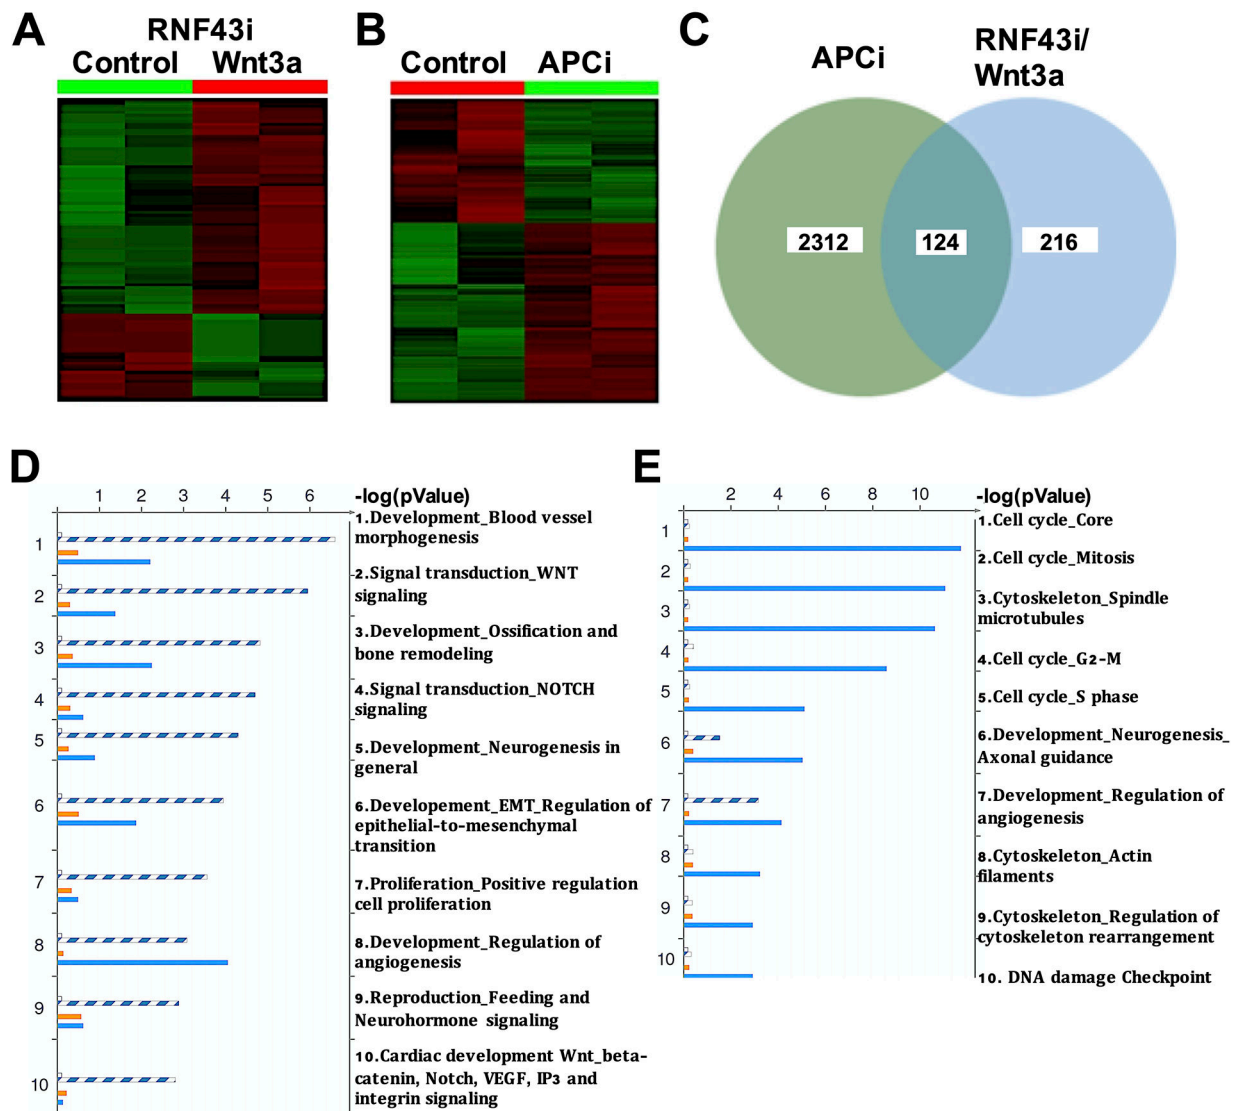 A
RNF43i
Control Wnt3a
B
Control APCi
C
APCi
RNF43i/
Wnt3a
2312
124
216
D
1 2 3 4 5 6
-log(pValue)
1
2
3
4
5
6
7
8
9
10
1.Development_Blood vessel
morphogenesis
2.Signal transduction_WNT
signaling
3.Development_Ossification and
bone remodeling
4.Signal transduction_NOTCH
signaling
5.Development_Neurogenesis in
general
6.Developement_EMT_Regulation of
epithelial-to-mesenchymal
transition
7.Proliferation_Positive regulation
cell proliferation
8.Development_Regulation of
angiogenesis
9.Reproduction_Feeding and
Neurohormone signaling
10.Cardiac development Wnt_beta-
catenin, Notch, VEGF, IP3 and
integrin signaling
E
2 4 6 8 10
-log(pValue)
1
2
3
4
5
6
7
8
9
10
1.Cell cycle_Core
2.Cell cycle_Mitosis
3.Cytoskeleton_Spindle
microtubules
4.Cell cycle_G2-M
5.Cell cycle_S phase
6.Development_Neurogenesis_
Axonal guidance
7.Development_Regulation of
angiogenesis
8.Cytoskeleton_Actin
filaments
9.Cytoskeleton_Regulation of
cytoskeleton rearrangement
10. DNA damage Checkpoint